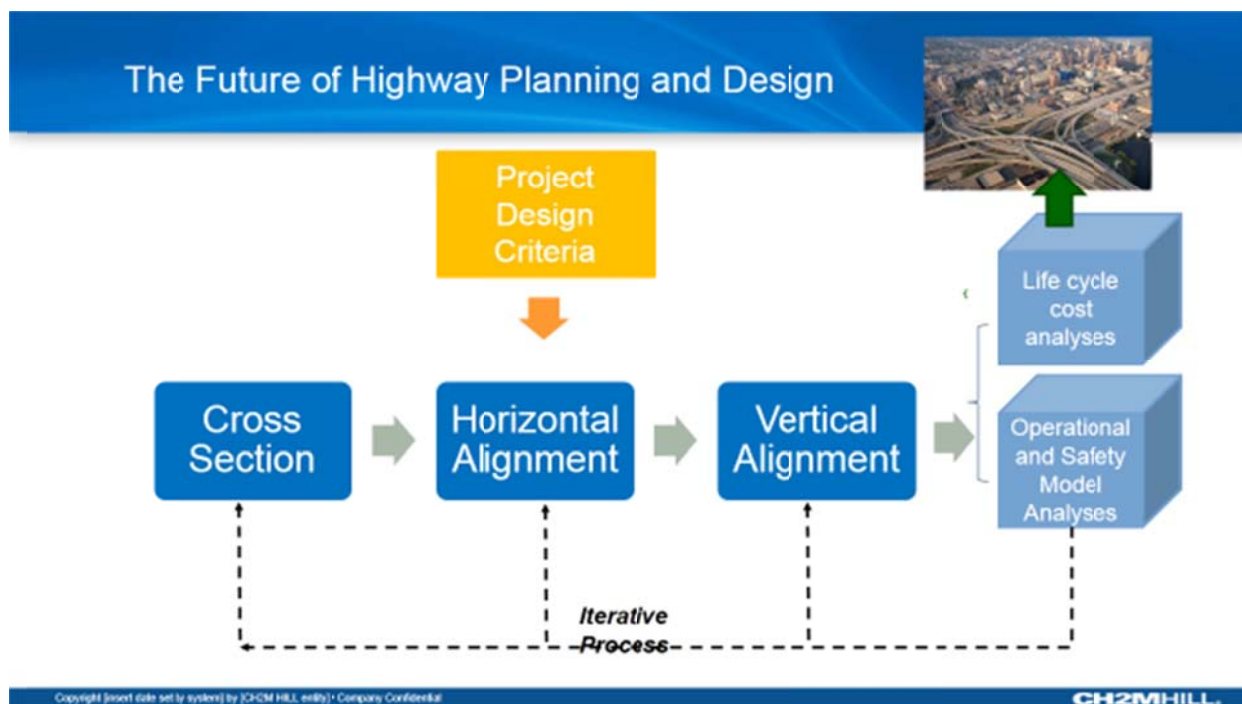 The Future of Highway Planning and Design
Project
Design
Criteria
Life cycle
cost
analyses
Cross
Section
Horizontal
Alignment
Vertical
Alignment
Operational
and Safety
Model
Analyses
Iterative
Process
Copyright [insert date set by system] by [CH2M HILL entity] • Company Confidential
CH2MHILL.